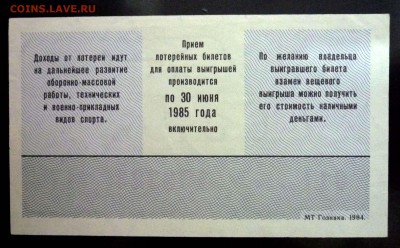 COINS.LAVE.RU
Доходы от лотереи идут
на дальнейшее развитие
оборонно-массовой
работы, технических
и военно-прикладных
видов спорта.
Прием
лотерейных билетов
для оплаты выигрышей
производится
по 30 июня
1985 года
включительно
По желанию владельца
выигравшего билета
взамен вещевого
выигрыша можно получить
его стоимость наличными
деньгами.
МТ Гознака. 1984.